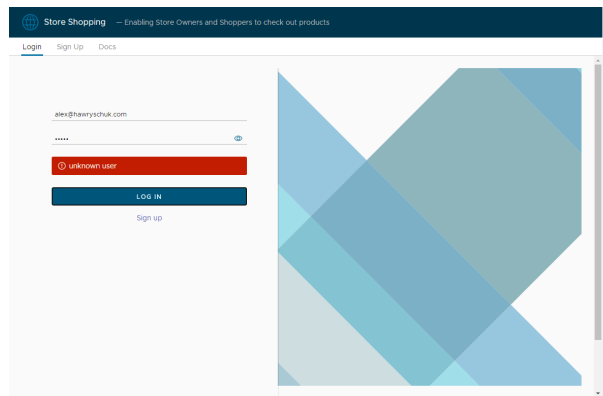 Store Shopping — Enabling Store Owners and Shoppers to check out products
Login Sign Up Docs
alex@hawryschuk.com
•••••
unknown user
LOG IN
Sign up